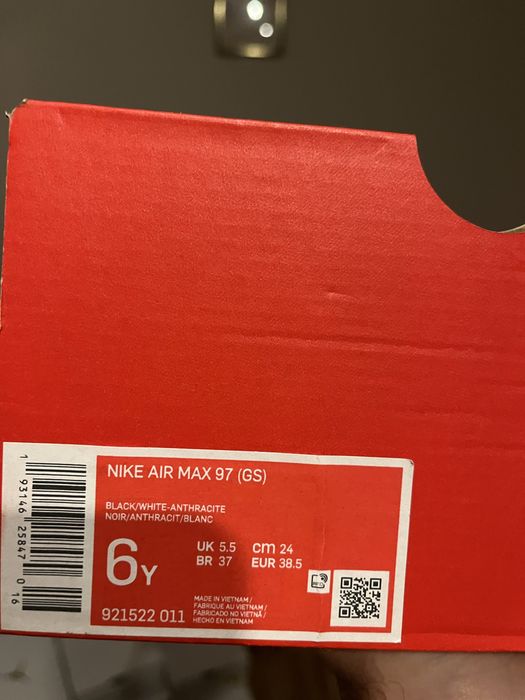 NIKE AIR MAX 97 (GS)
BLACK/WHITE-ANTHRACITE
NOIR/ANTHRACIT/BLANC
6Y
UK 5.5 cm 24
BR 37 EUR 38.5
921522 011
MADE IN VIETNAM /
FABRIQUE AU VIETNAM /
FABRICADO NO VIETNÃ /
HECHO EN VIETNAM
1 93146 25847 0 16